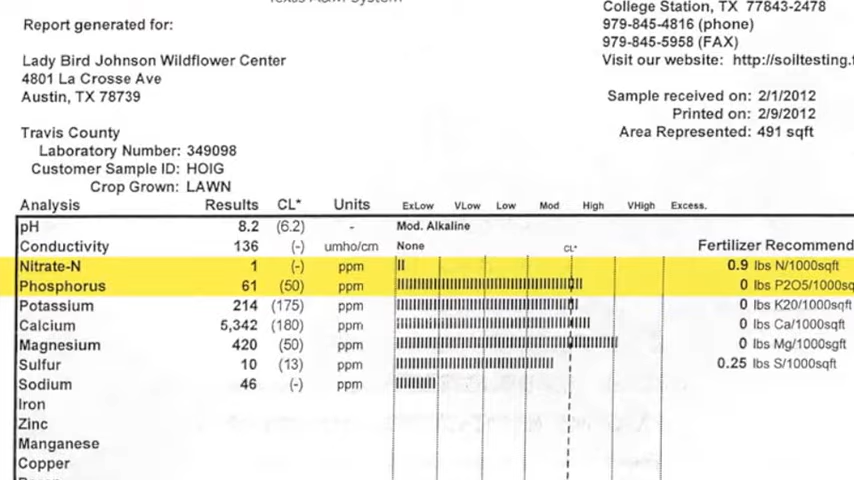 College Station, TX 77843-2478
Report generated for:
979-845-4816 (phone)
979-845-5958 (FAX)
Lady Bird Johnson Wildflower Center
Visit our website: http://soiltesting.
4801 La Crosse Ave
Austin, TX 78739
Sample received on: 2/1/2012
Printed on: 2/9/2012
Travis County
Area Represented: 491 sqft
Laboratory Number: 349098
Customer Sample ID: HOIG
Crop Grown: LAWN
Analysis Results CL* Units ExLow VLow Low Mod High VHigh Excess.
pH 8.2 (6.2) - Mod. Alkaline
Conductivity 136 (-) umho/cm None CL* Fertilizer Recommend
Nitrate-N 1 (-) ppm 0.9 lbs N/1000sqft
Phosphorus 61 (50) ppm 0 lbs P2O5/1000sq
Potassium 214 (175) ppm 0 lbs K20/1000sqft
Calcium 5,342 (180) ppm 0 lbs Ca/1000sqft
Magnesium 420 (50) ppm 0 lbs Mg/1000sqft
Sulfur 10 (13) ppm 0.25 lbs S/1000sqft
Sodium 46 (-) ppm
Iron
Zinc
Manganese
Copper